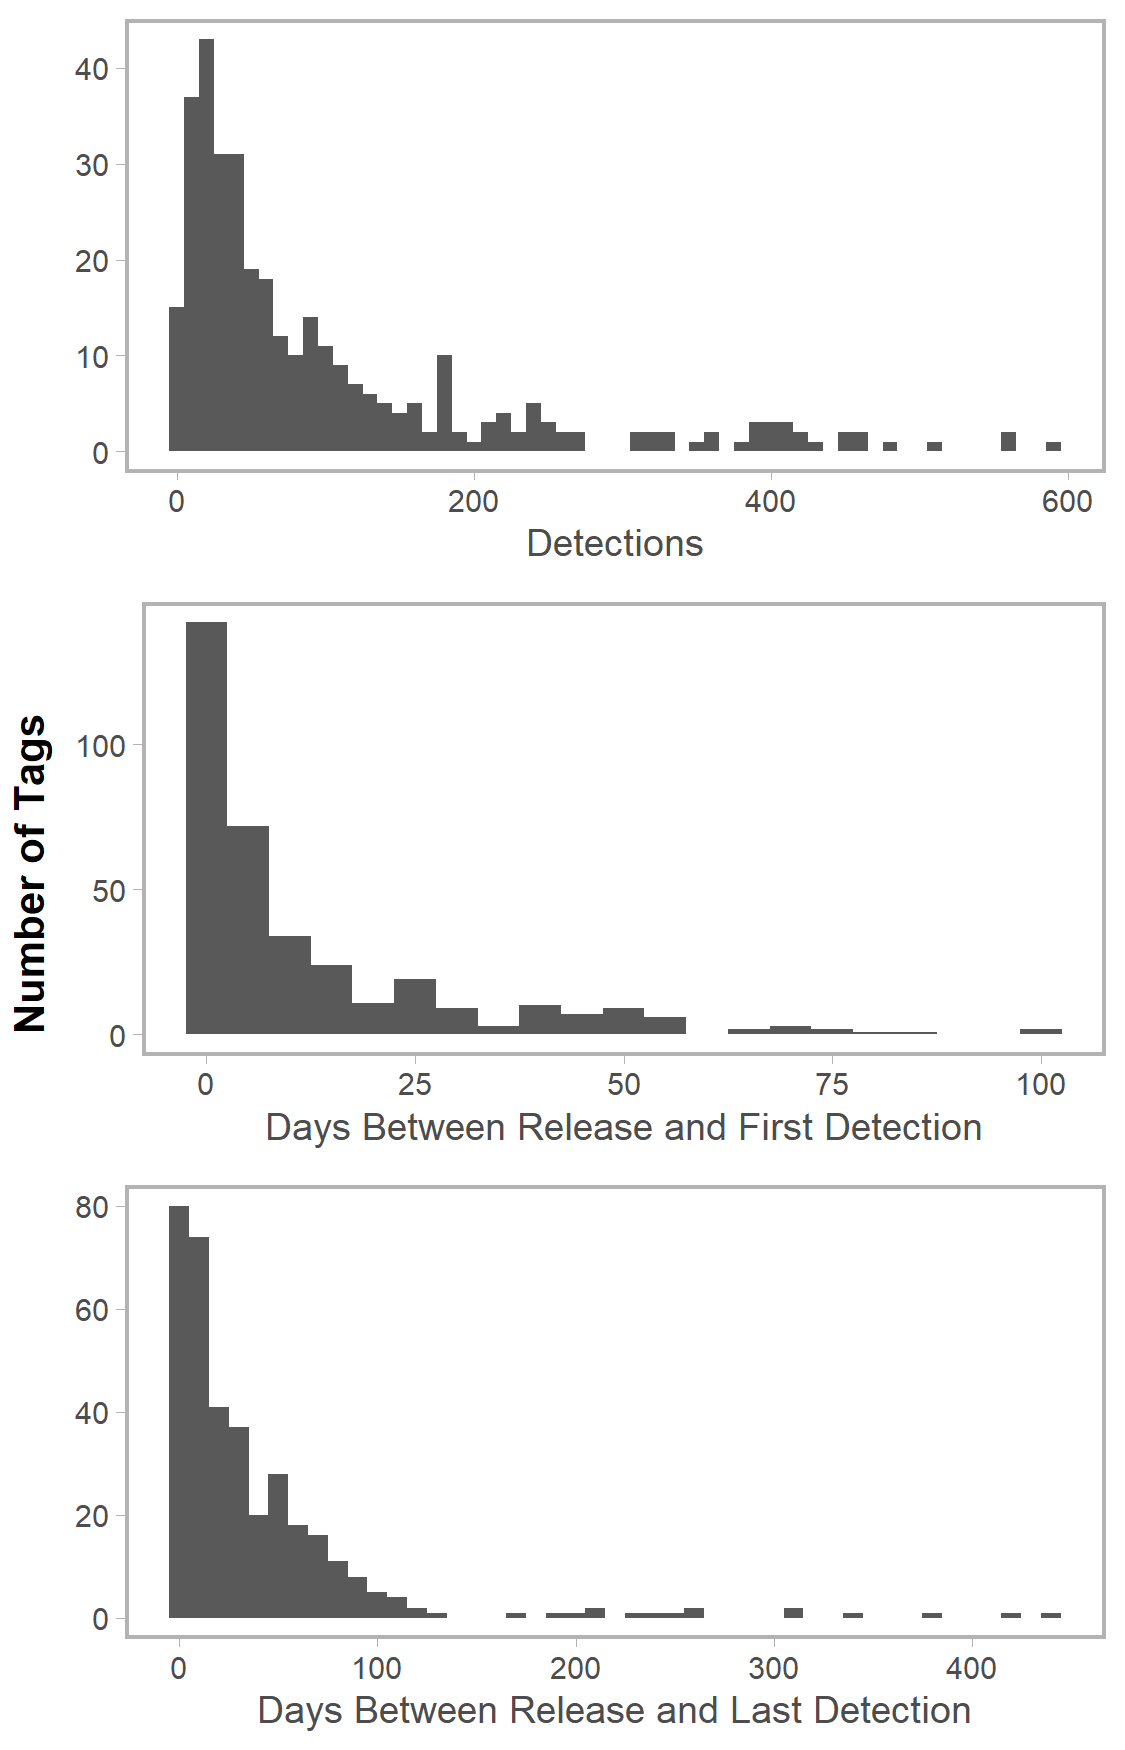 40
30
20
10
0
0 200 400 600
Detections
Number of Tags
100
50
0
0 25 50 75 100
Days Between Release and First Detection
80
60
40
20
0
0 100 200 300 400
Days Between Release and Last Detection